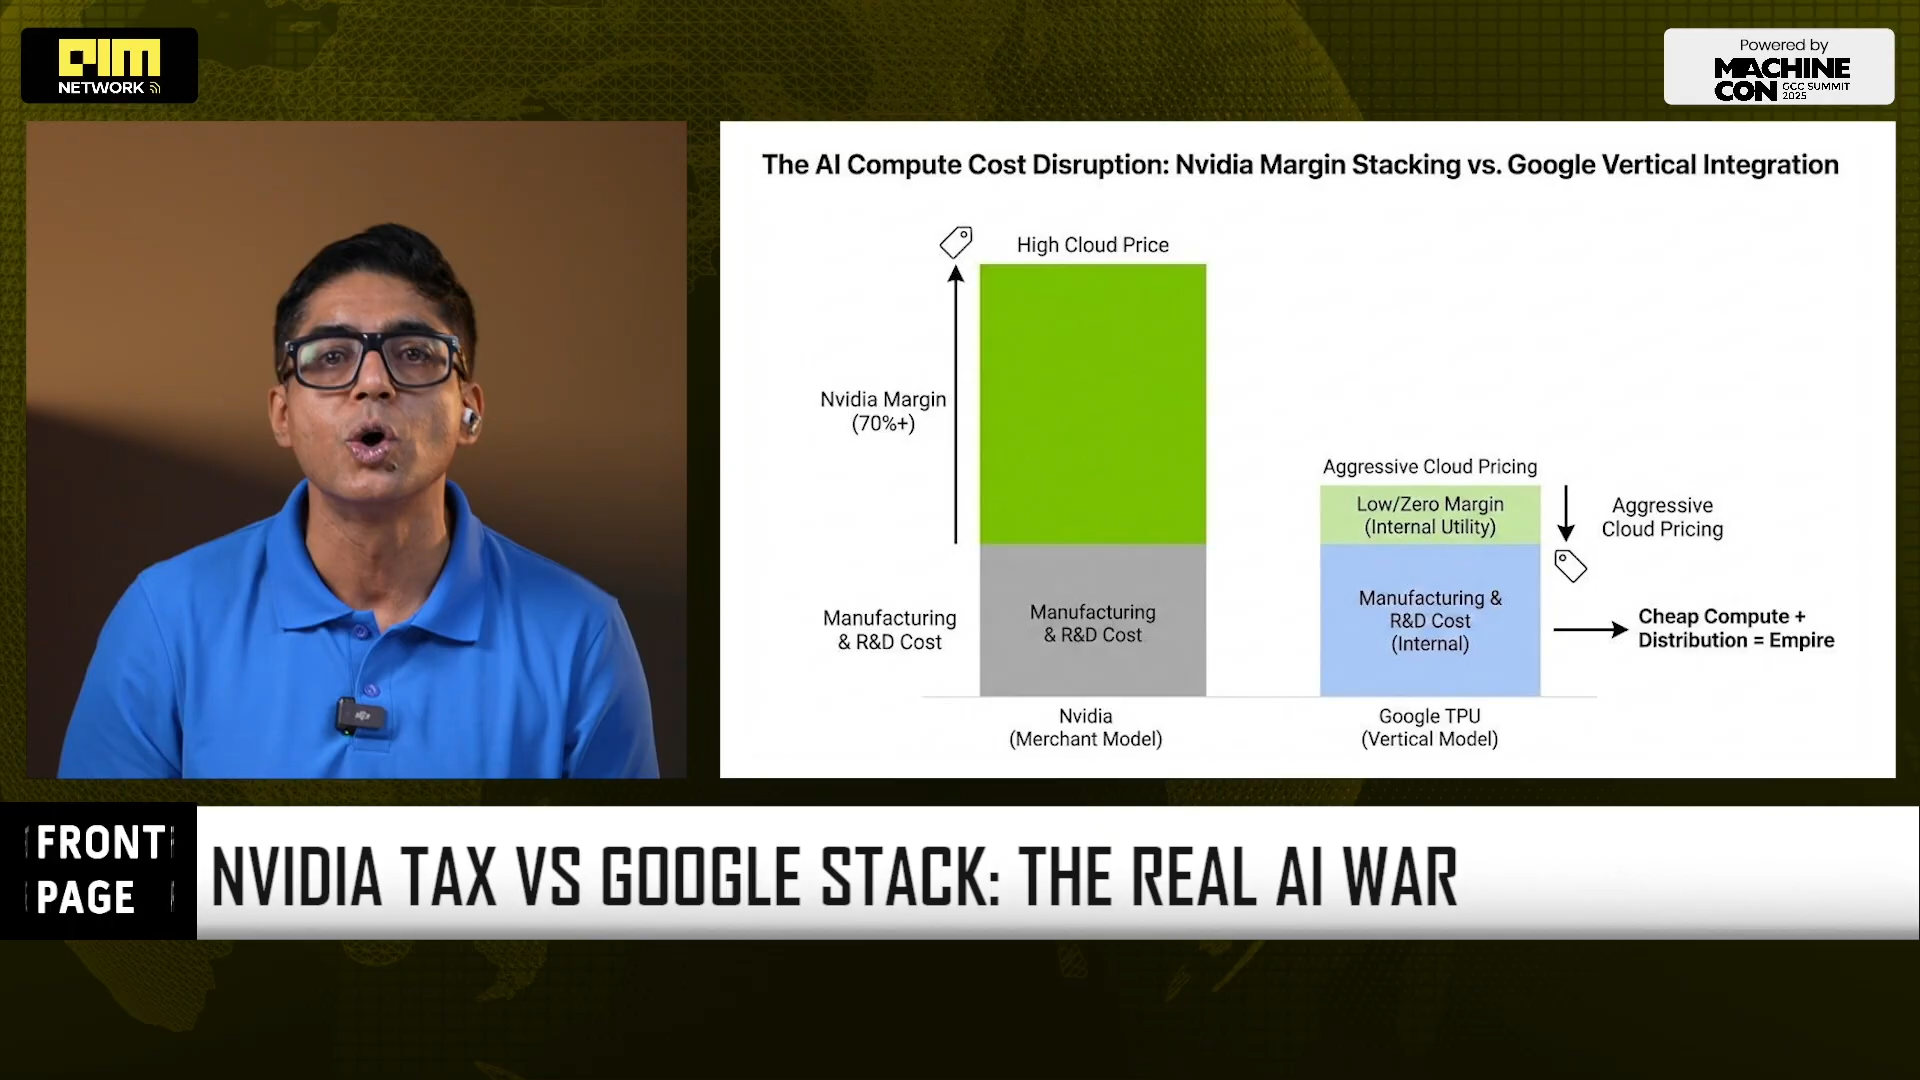 AIM
NETWORK
Powered by
MACHINE
CON GCC SUMMIT
2025
The AI Compute Cost Disruption: Nvidia Margin Stacking vs. Google Vertical Integration
High Cloud Price
Nvidia Margin
(70%+)
Manufacturing
& R&D Cost
Manufacturing
& R&D Cost
Nvidia
(Merchant Model)
Aggressive Cloud Pricing
Low/Zero Margin
(Internal Utility)
Aggressive
Cloud Pricing
Manufacturing &
R&D Cost
(Internal)
Cheap Compute +
Distribution = Empire
Google TPU
(Vertical Model)
FRONT
PAGE
NVIDIA TAX VS GOOGLE STACK: THE REAL AI WAR